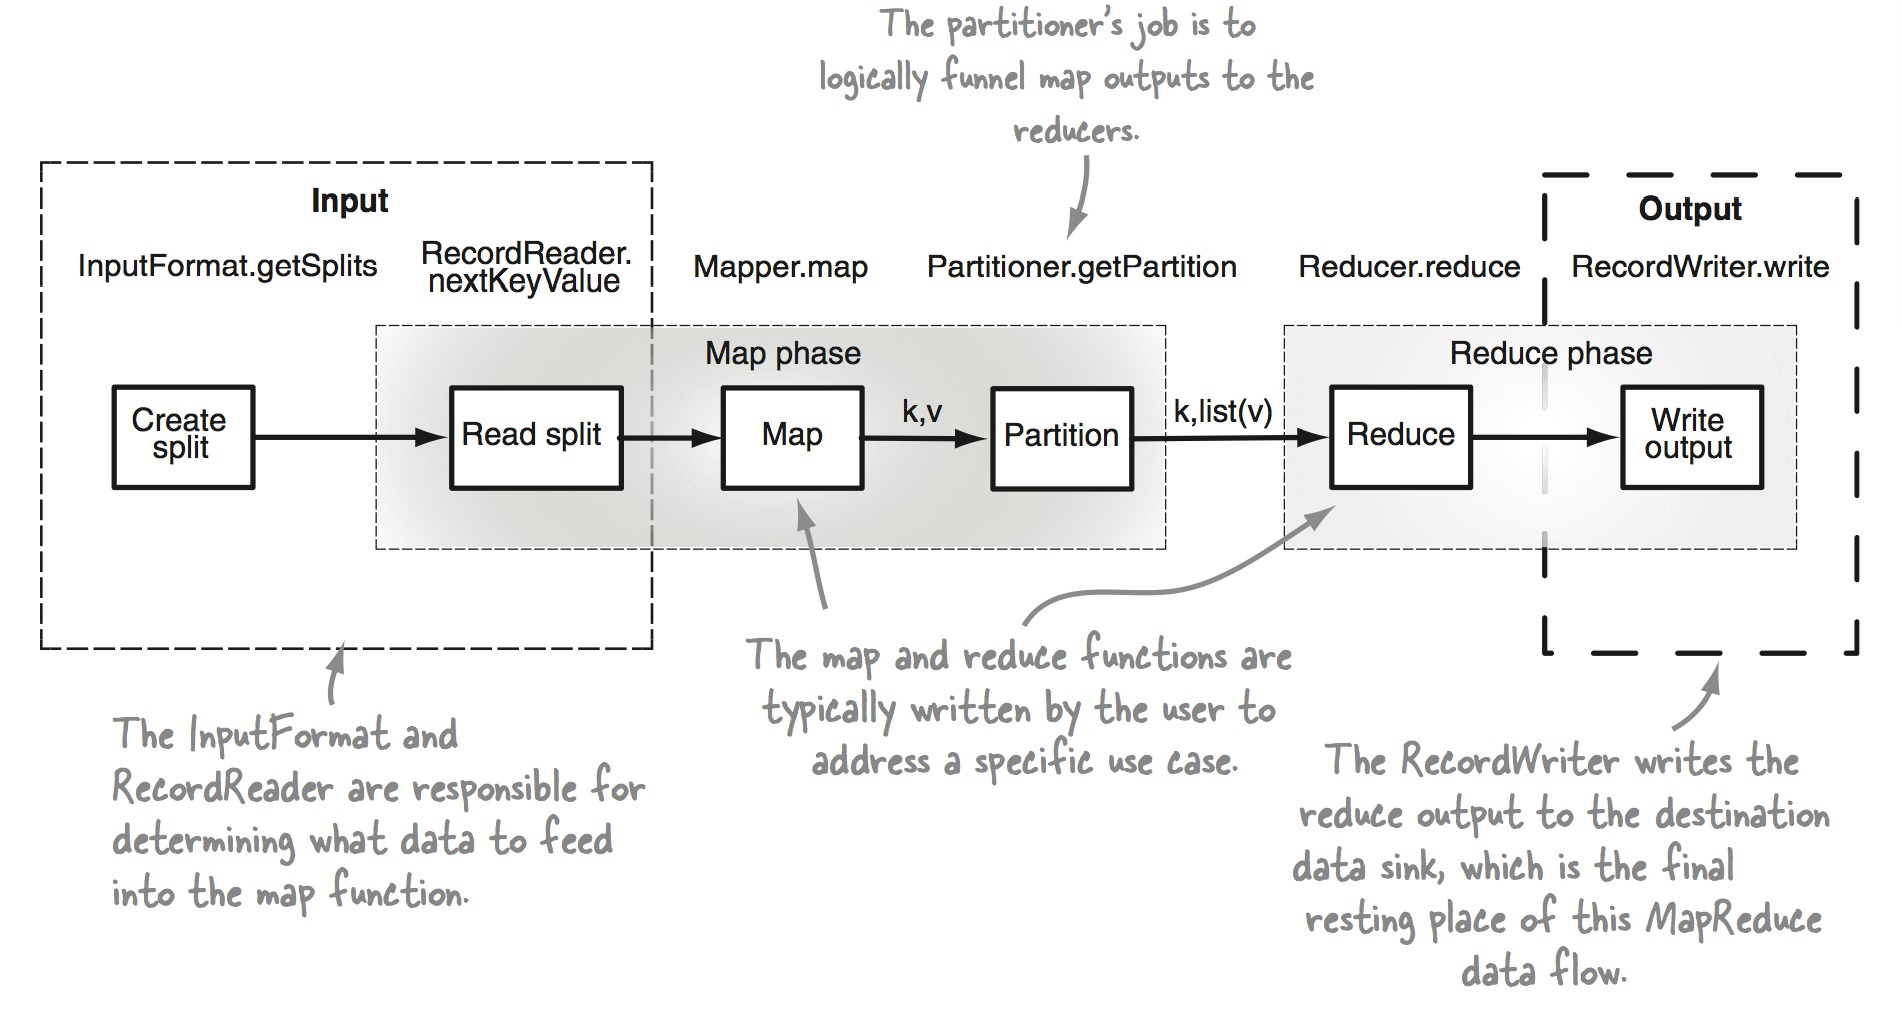 The partitioner's job is to
logically funnel map outputs to the
reducers.
Input
Output
InputFormat.getSplits
RecordReader.
nextKeyValue
Mapper.map
Partitioner.getPartition
Reducer.reduce
RecordWriter.write
Map phase
Reduce phase
Create
split
Read split
Map
k,v
Partition
k,list(v)
Reduce
Write
output
The InputFormat and
RecordReader are responsible for
determining what data to feed
into the map function.
The map and reduce functions are
typically written by the user to
address a specific use case.
The RecordWriter writes the
reduce output to the destination
data sink, which is the final
resting place of this MapReduce
data flow.